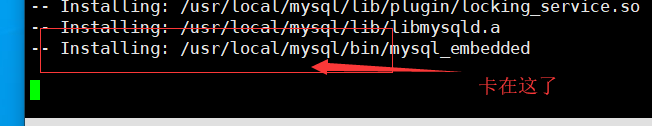 -- Installing: /usr/local/mysql/lib/plugin/locking_service.so
-- Installing: /usr/local/mysql/lib/libmysqld.a
-- Installing: /usr/local/mysql/bin/mysql_embedded
卡在这了